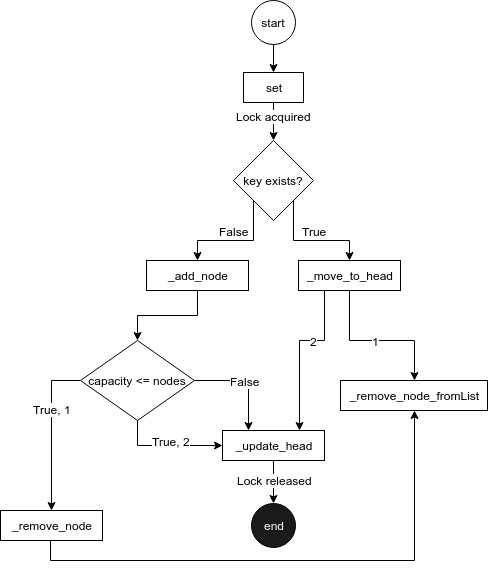 start
set
Lock acquired
key exists?
False
True
_add_node
_move_to_head
2
1
capacity <= nodes
False
_remove_node_fromList
True, 1
True, 2
_update_head
Lock released
_remove_node
end